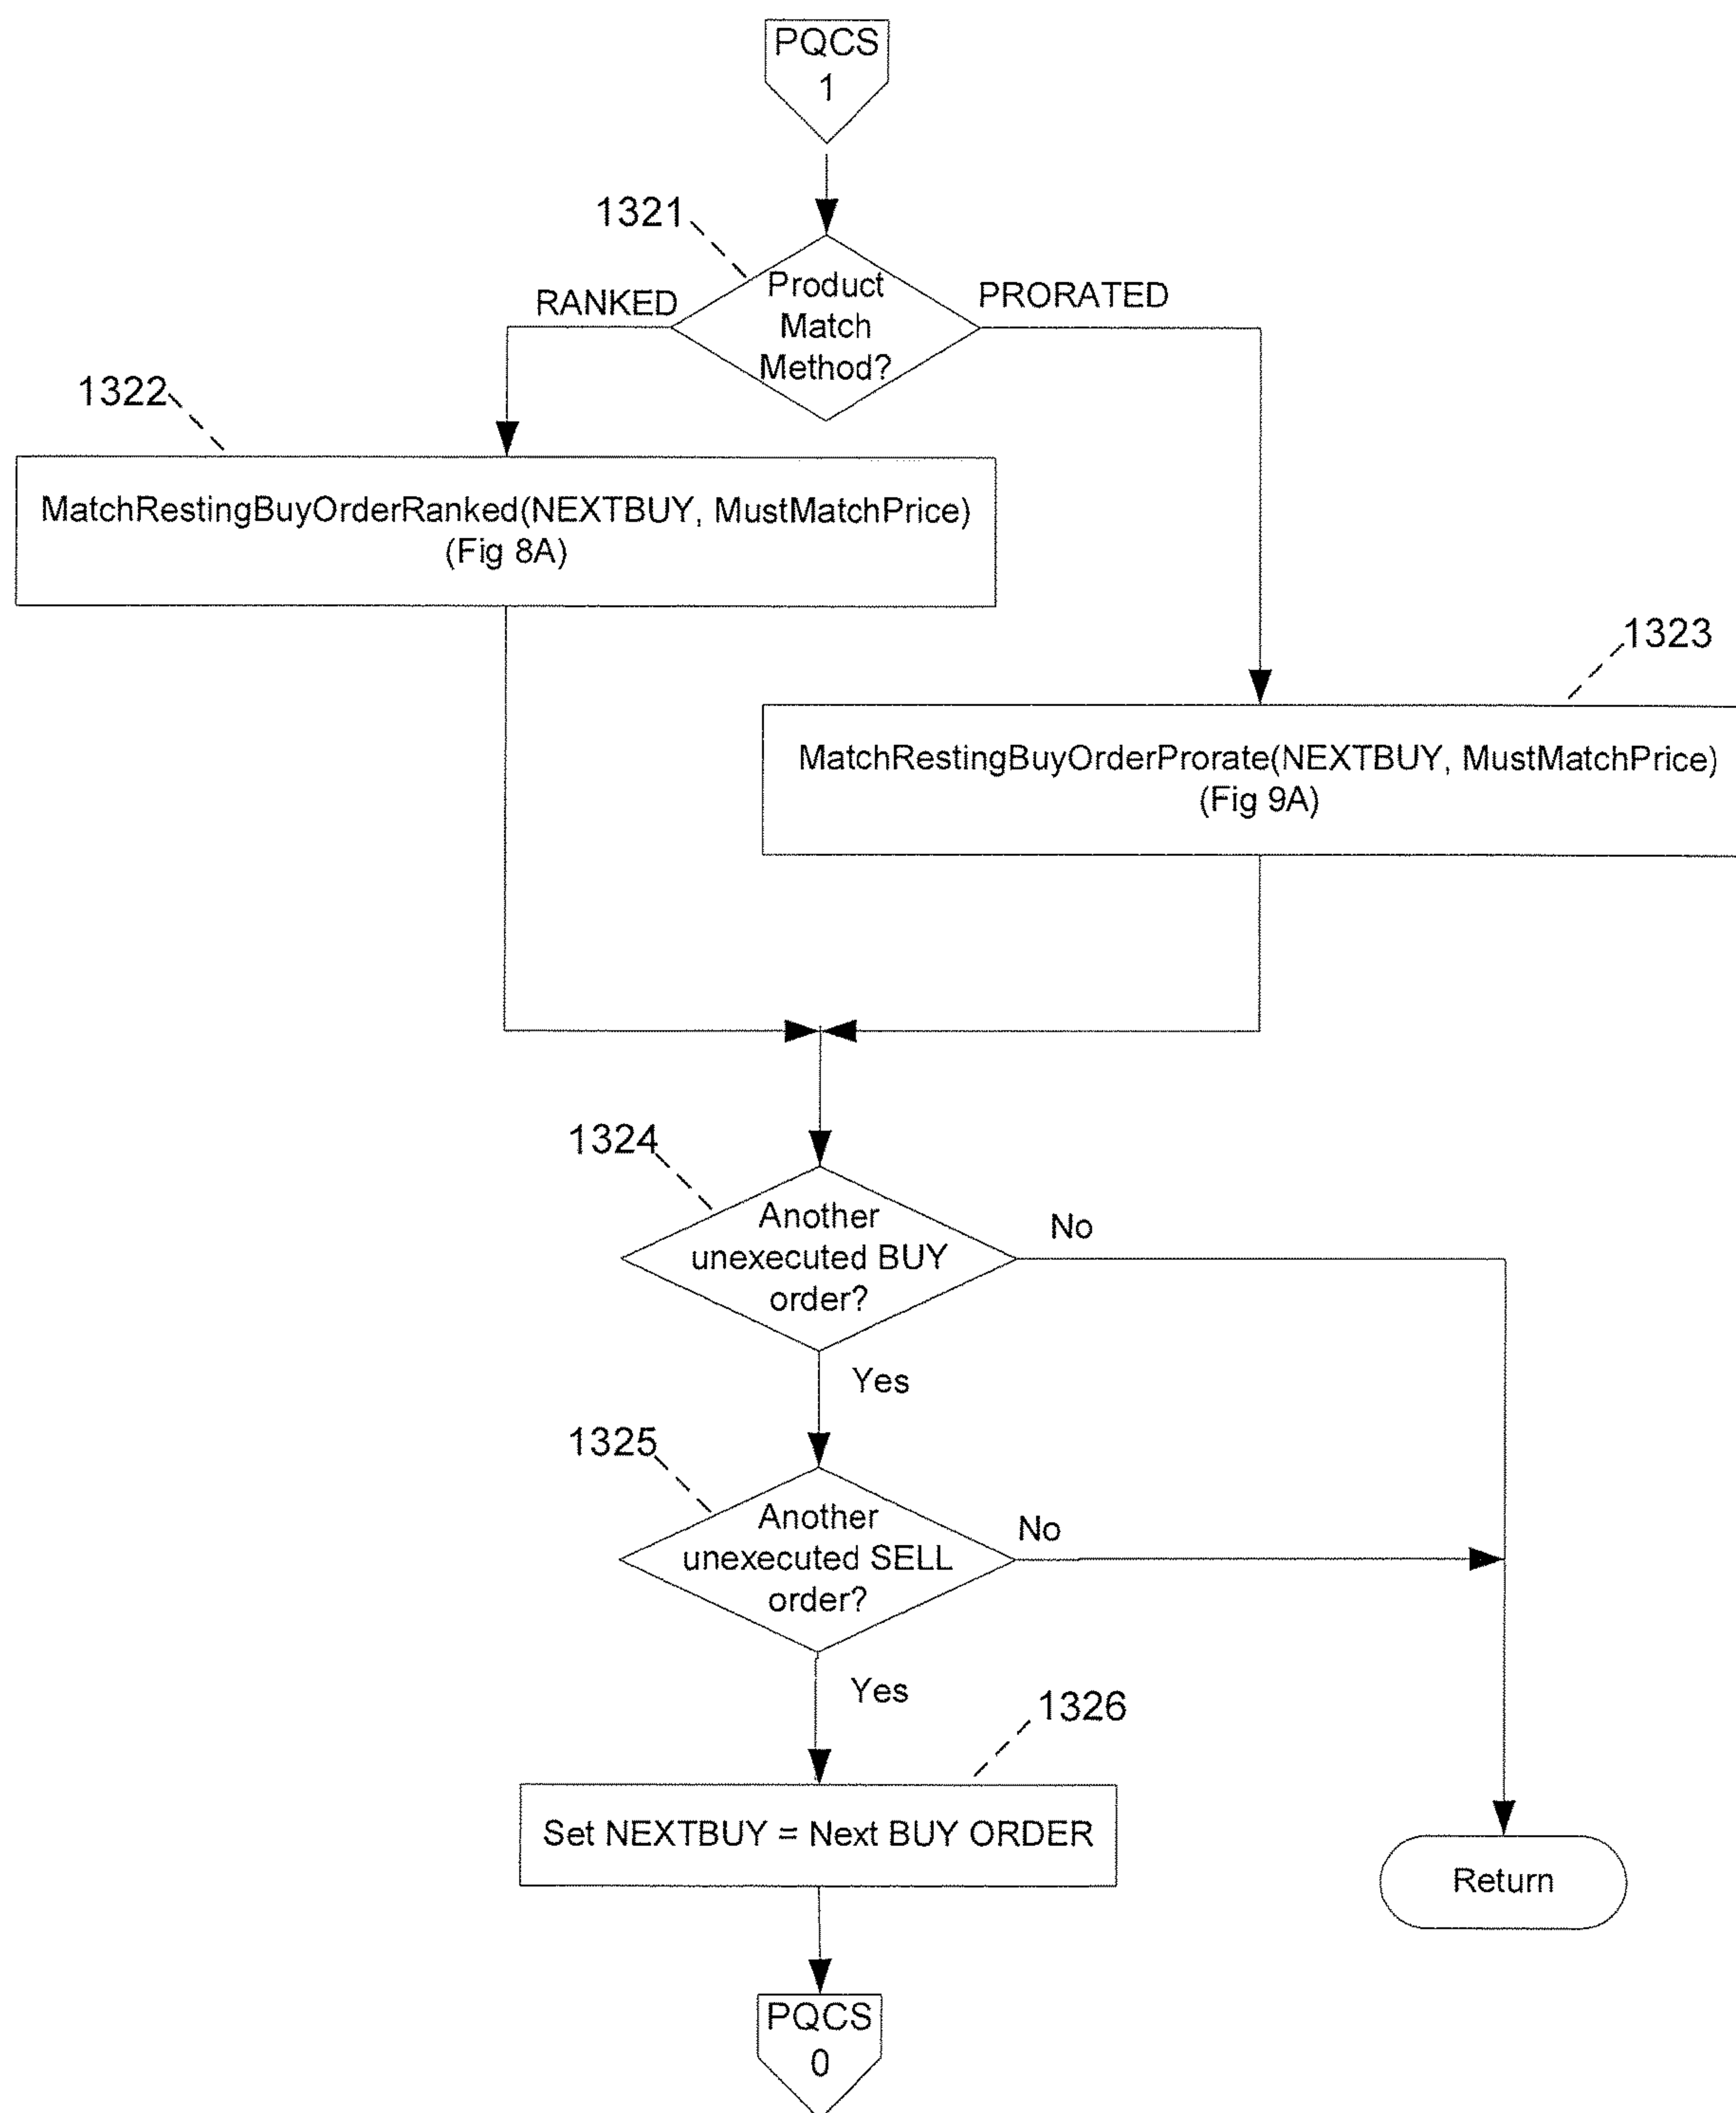 PQCS
1
1321
Product
Match
Method?
RANKED
PRORATED
1322
MatchRestingBuyOrderRanked(NEXTBUY, MustMatchPrice)
(Fig 8A)
1323
MatchRestingBuyOrderProrate(NEXTBUY, MustMatchPrice)
(Fig 9A)
1324
Another
unexecuted BUY
order?
No
Yes
1325
Another
unexecuted SELL
order?
No
Yes
1326
Set NEXTBUY = Next BUY ORDER
Return
PQCS
0